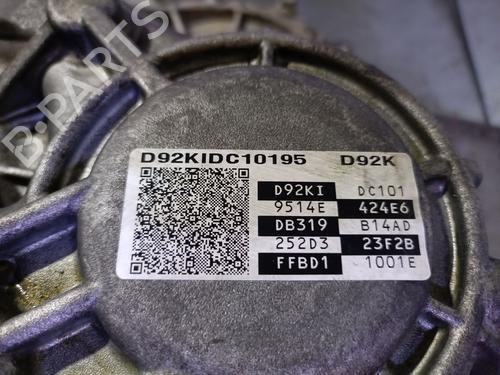 B-PARTS
D92KIDC10195 D92K
D92KI DC101
9514E 424E6
DB319 B14AD
252D3 23F2B
FFBD1 1001E